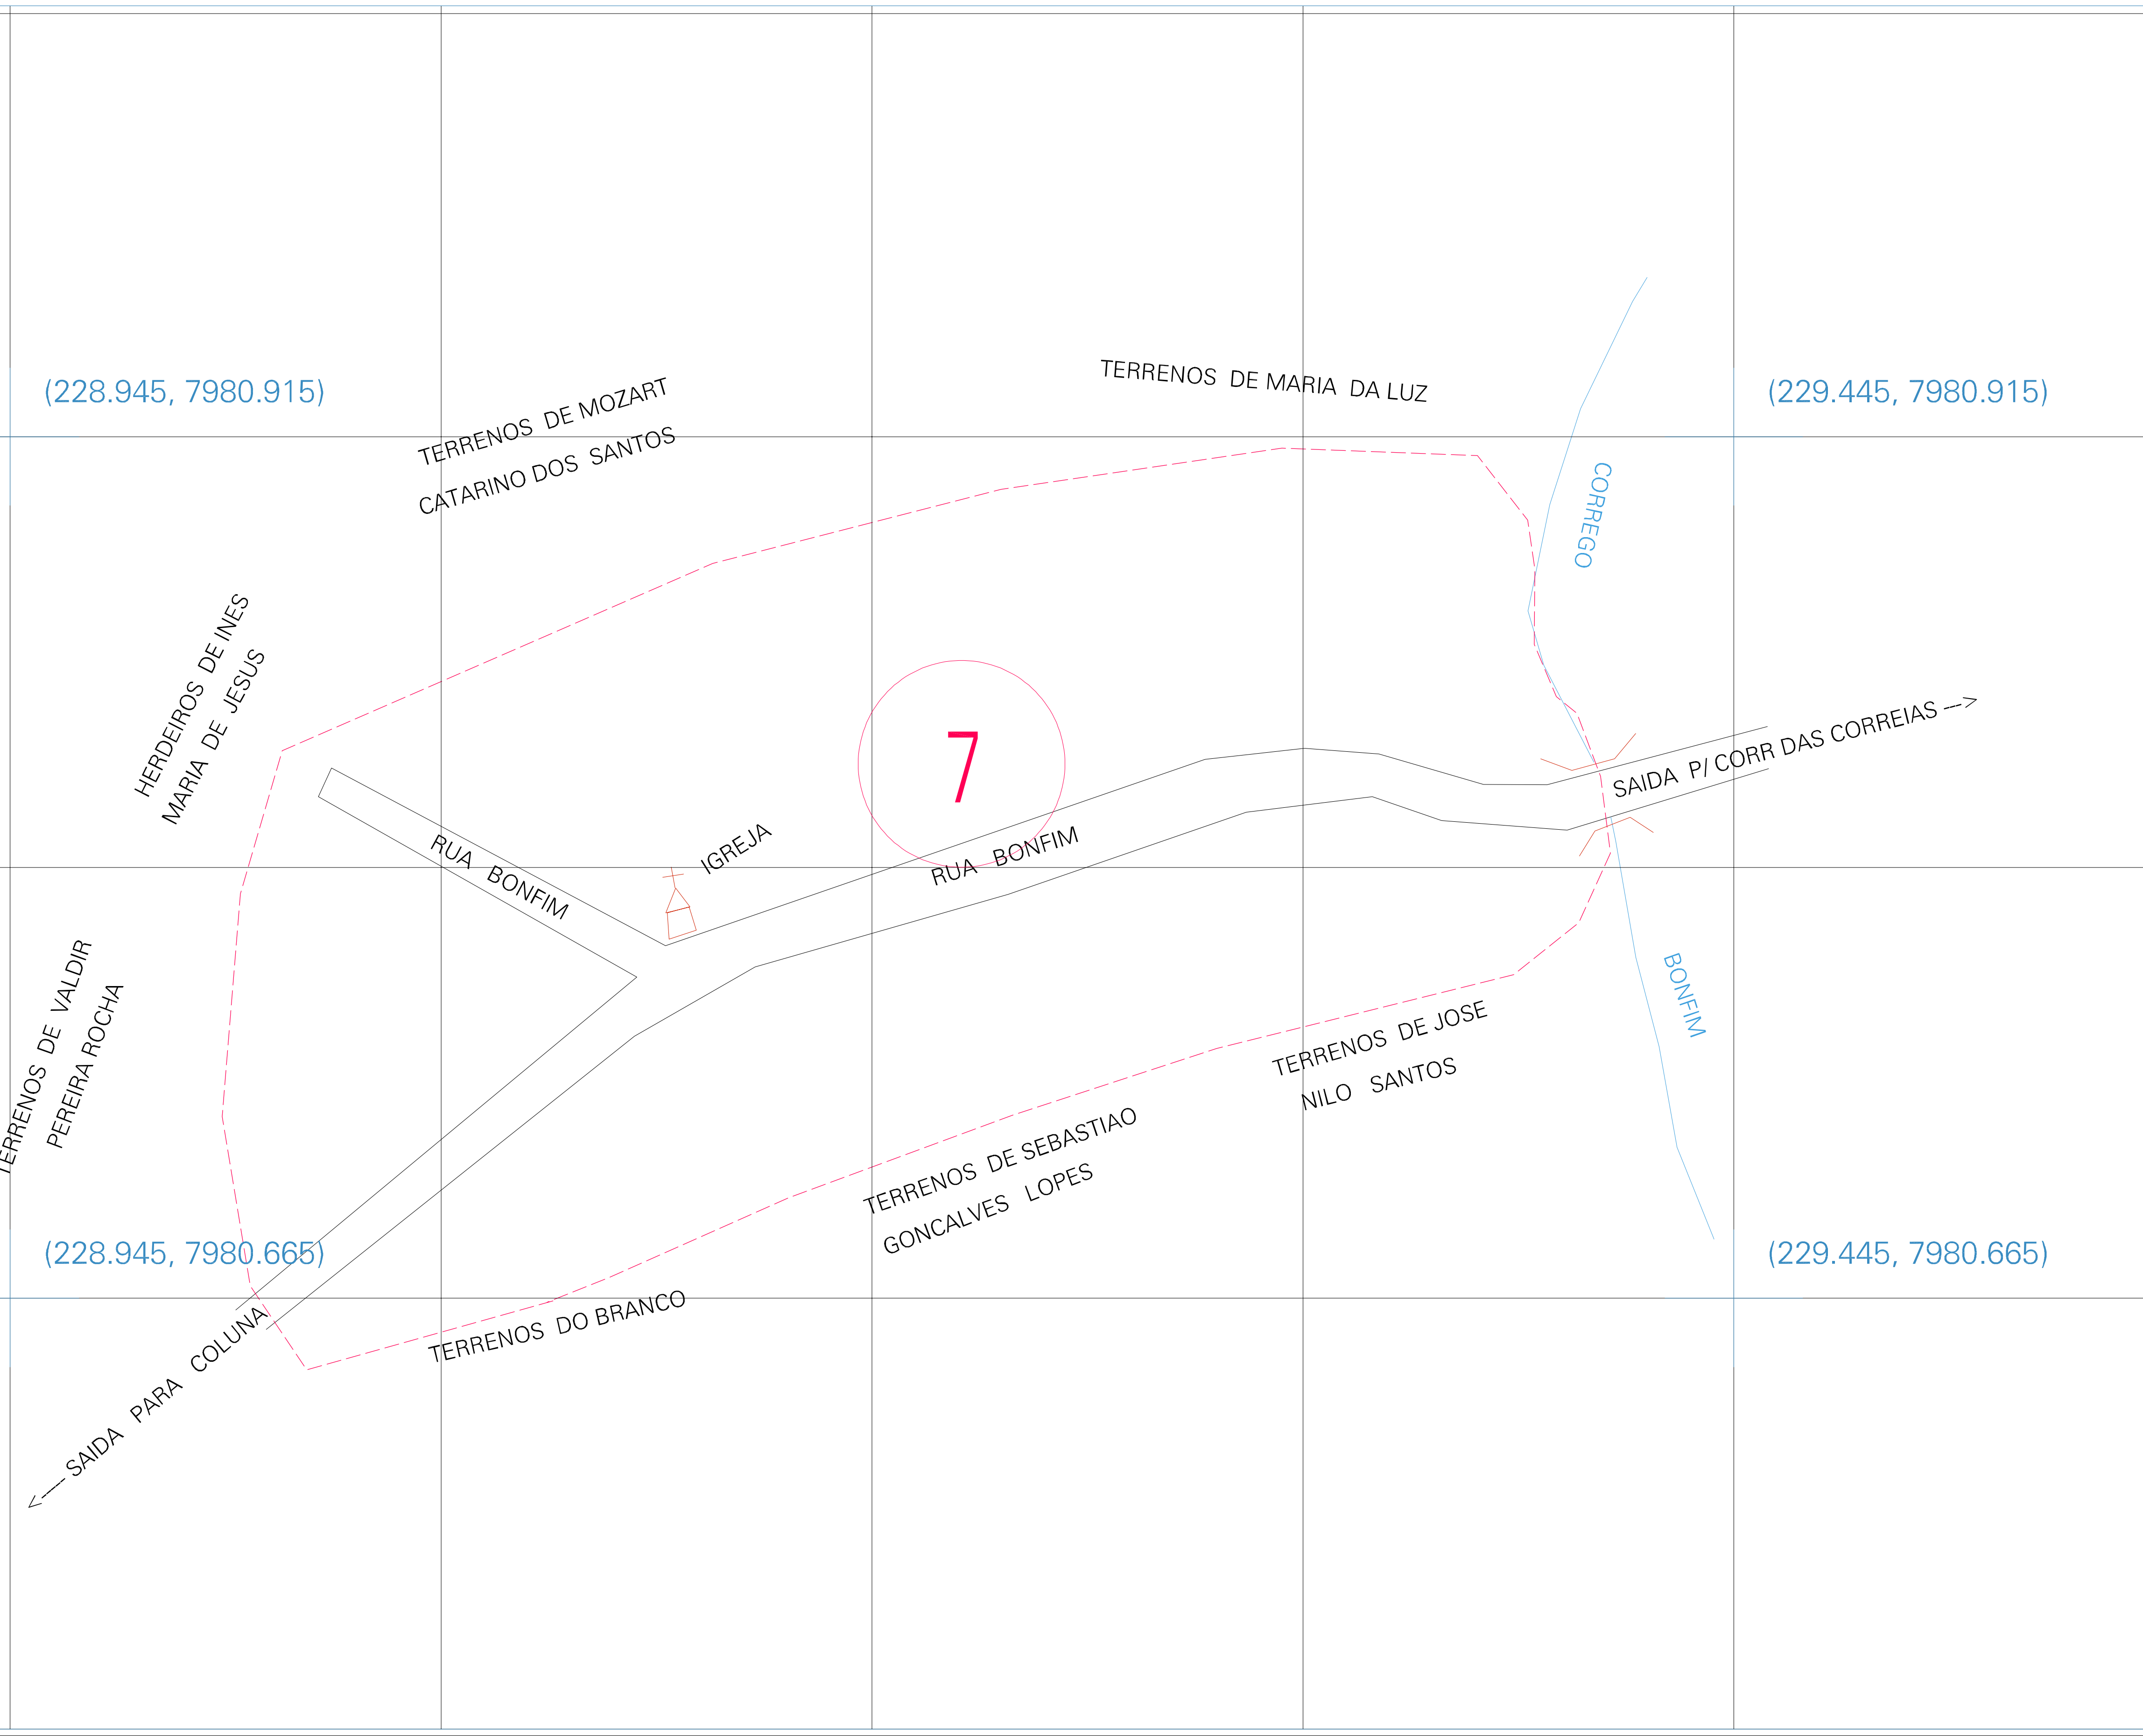 TERRENOS DE MARIA DA LUZ
(228.945, 7980.915)
(229.445, 7980.915)
TERRENOS DE MOZART
CATARINO DOS SANTOS
CORREGO
HERDEIROS DE INES
MARIA DE JESUS
7
SAIDA P/ CORR DAS CORREIAS --->
IGREJA
RUA BONFIM
RUA BONFIM
TERRENOS DE VALDIR
PEREIRA ROCHA
BONFIM
TERRENOS DE JOSE
NILO SANTOS
TERRENOS DE SEBASTIAO
GONCALVES LOPES
(228.945, 7980.665)
(229.445, 7980.665)
TERRENOS DO BRANCO
<---- SAIDA PARA COLUNA